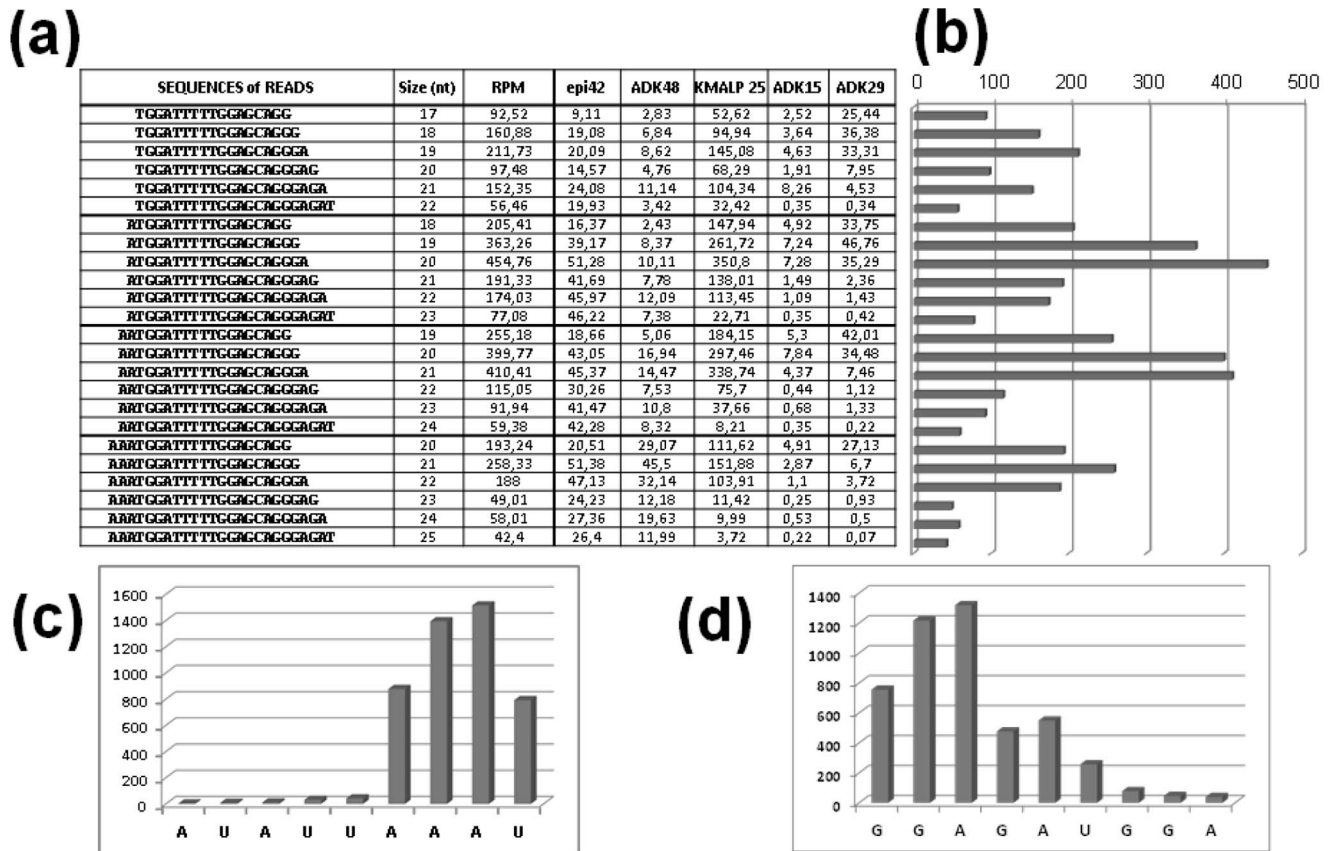 (a)
(b)
SEQUENCES of READS Size (nt) RPM epi42 ADK48 KMALP 25 ADK15 ADK29
TGGATTTTTGGAGCAGG 17 92,52 9,11 2,83 52,62 2,52 25,44
TGGATTTTTGGAGCAGGG 18 160,88 19,08 6,84 94,94 3,64 36,38
TGGATTTTTGGAGCAGGGA 19 211,73 20,09 8,62 145,08 4,63 33,31
TGGATTTTTGGAGCAGGGAG 20 97,48 14,57 4,76 68,29 1,91 7,95
TGGATTTTTGGAGCAGGGAGA 21 152,35 24,08 11,14 104,34 8,26 4,53
TGGATTTTTGGAGCAGGGAGAT 22 56,46 19,93 3,42 32,42 0,35 0,34
ATGGATTTTTGGAGCAGG 18 205,41 16,37 2,43 147,94 4,92 33,75
ATGGATTTTTGGAGCAGGG 19 363,26 39,17 8,37 261,72 7,24 46,76
ATGGATTTTTGGAGCAGGGA 20 454,76 51,28 10,11 350,8 7,28 35,29
ATGGATTTTTGGAGCAGGGAG 21 191,33 41,69 7,78 138,01 1,49 2,36
ATGGATTTTTGGAGCAGGGAGA 22 174,03 45,97 12,09 113,45 1,09 1,43
ATGGATTTTTGGAGCAGGGAGAT 23 77,08 46,22 7,38 22,71 0,35 0,42
AATGGATTTTTGGAGCAGG 19 255,18 18,66 5,06 184,15 5,3 42,01
AATGGATTTTTGGAGCAGGG 20 399,77 43,05 16,94 297,46 7,84 34,48
AATGGATTTTTGGAGCAGGGA 21 410,41 45,37 14,47 338,74 4,37 7,46
AATGGATTTTTGGAGCAGGGAG 22 115,05 30,26 7,53 75,7 0,44 1,12
AATGGATTTTTGGAGCAGGGAGA 23 91,94 41,47 10,8 37,66 0,68 1,33
AATGGATTTTTGGAGCAGGGAGAT 24 59,38 42,28 8,32 8,21 0,35 0,22
AAATGGATTTTTGGAGCAGG 20 193,24 20,51 29,07 111,62 4,91 27,13
AAATGGATTTTTGGAGCAGGG 21 258,33 51,38 45,5 151,88 2,87 6,7
AAATGGATTTTTGGAGCAGGGA 22 188 47,13 32,14 103,91 1,1 3,72
AAATGGATTTTTGGAGCAGGGAG 23 49,01 24,23 12,18 11,42 0,25 0,93
AAATGGATTTTTGGAGCAGGGAGA 24 58,01 27,36 19,63 9,99 0,53 0,5
AAATGGATTTTTGGAGCAGGGAGAT 25 42,4 26,4 11,99 3,72 0,22 0,07
0 100 200 300 400 500
(c)
1600
1400
1200
1000
800
600
400
200
0
A U A U U A A A U
(d)
1400
1200
1000
800
600
400
200
0
G G A G A U G G A